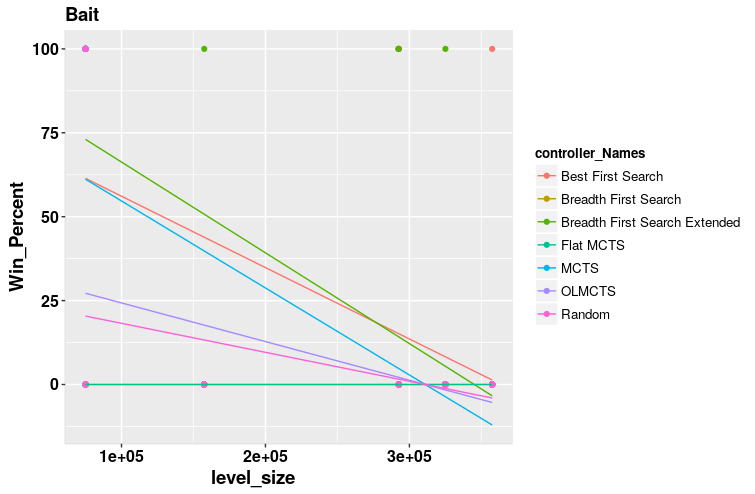 Bait
100
75
50
25
0
Win_Percent
1e+05
2e+05
3e+05
level_size
controller_Names
Best First Search
Breadth First Search
Breadth First Search Extended
Flat MCTS
MCTS
OLMCTS
Random